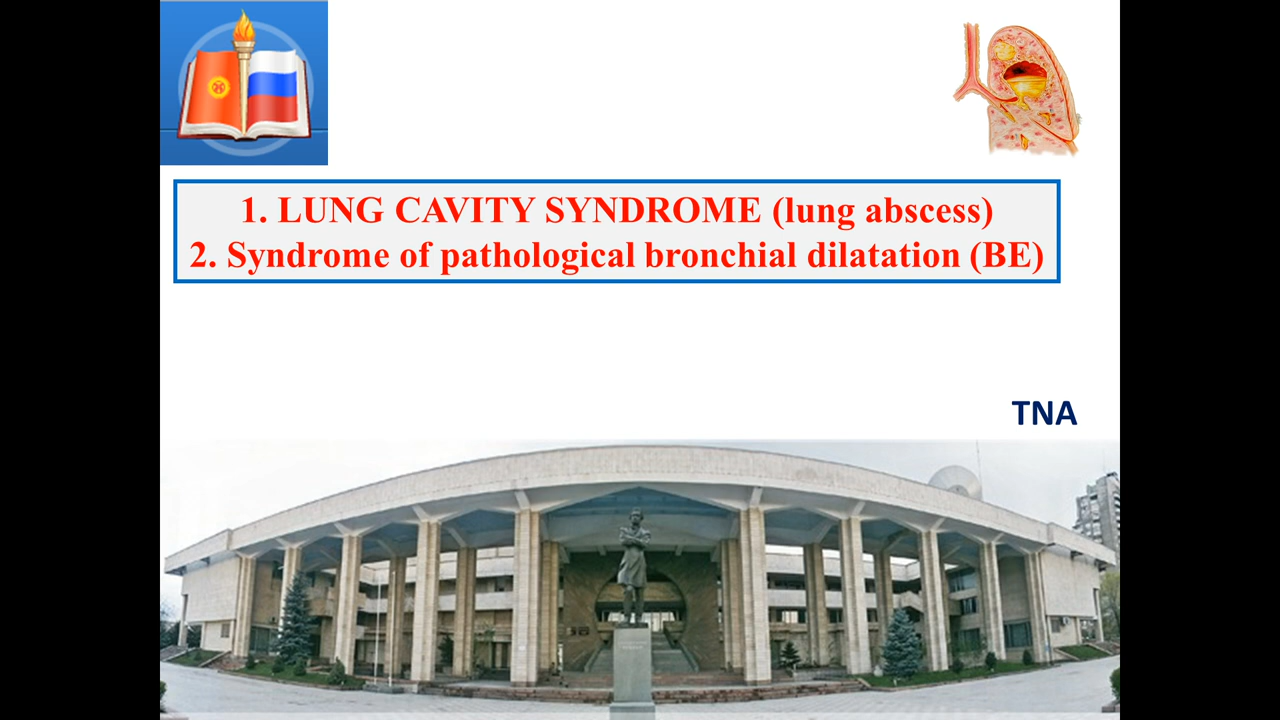 1. LUNG CAVITY SYNDROME (lung abscess)
2. Syndrome of pathological bronchial dilatation (BE)
TNA